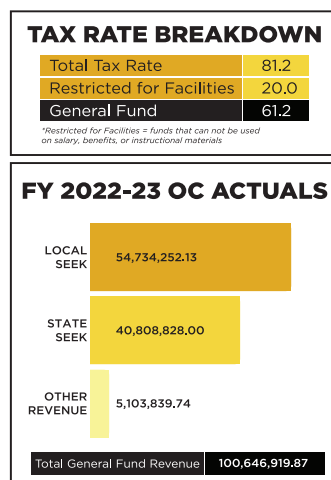 TAX RATE BREAKDOWN
Total Tax Rate 81.2
Restricted for Facilities 20.0
General Fund 61.2
*Restricted for Facilities = funds that can not be used
on salary, benefits, or instructional materials
FY 2022-23 OC ACTUALS
LOCAL
SEEK
54,734,252.13
STATE
SEEK
40,808,828.00
OTHER
REVENUE
5,103,839.74
Total General Fund Revenue 100,646,919.87